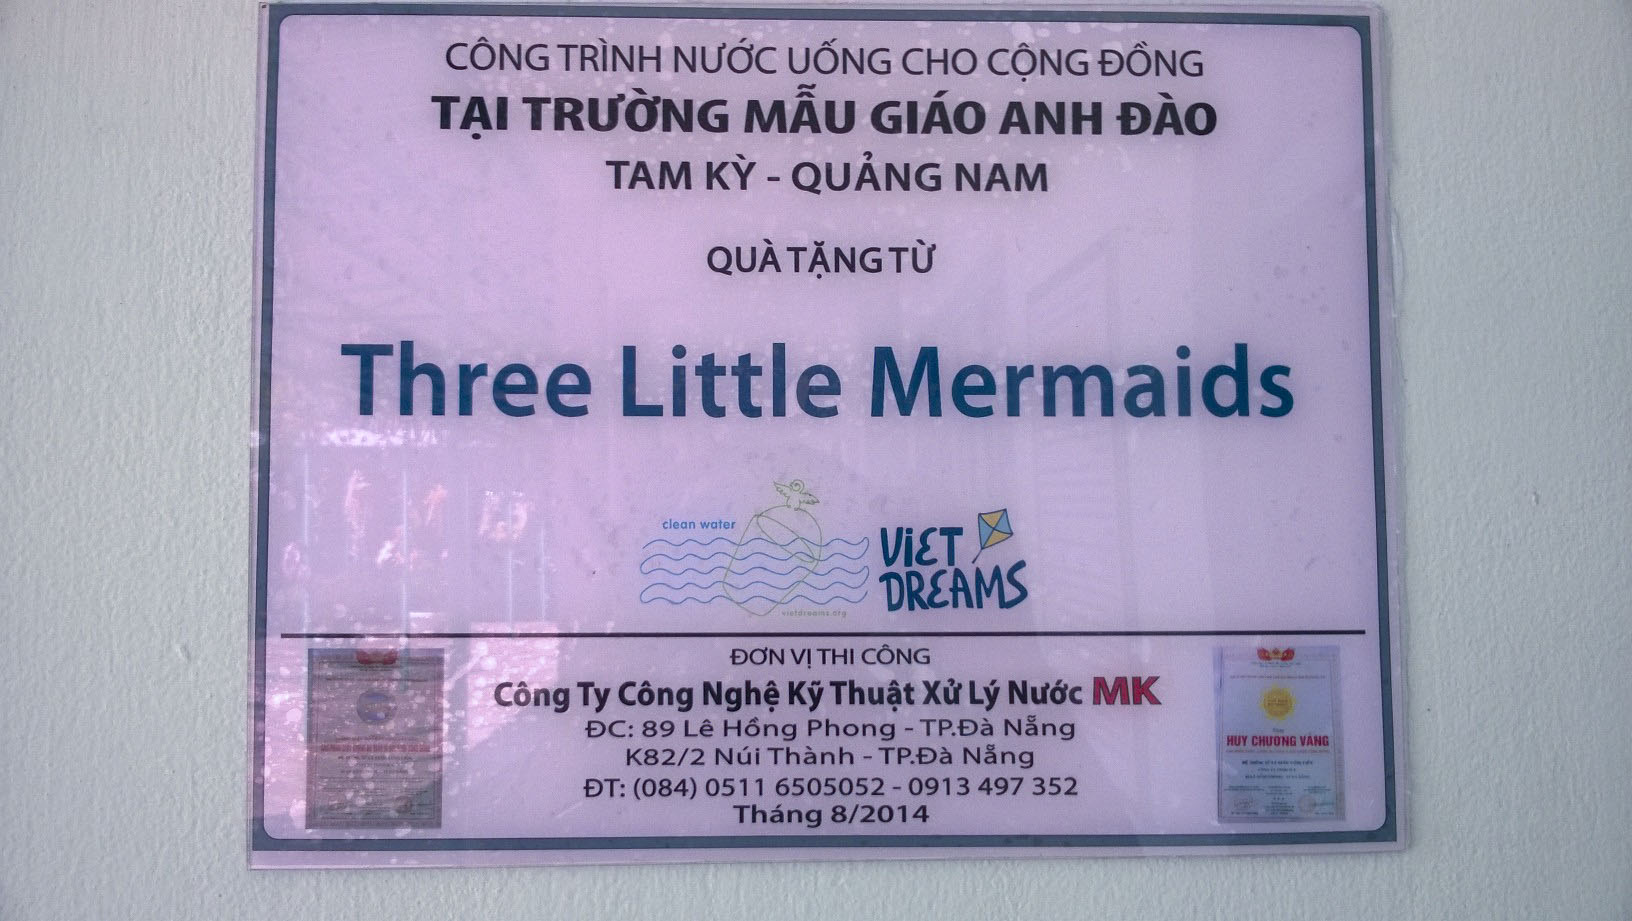 CÔNG TRÌNH NƯỚC UỐNG CHO CỘNG ĐỒNG
TẠI TRƯỜNG MẪU GIÁO ANH ĐÀO
TAM KỲ - QUẢNG NAM
QUÀ TẶNG TỪ
Three Little Mermaids
clean water
VIET
DREAMS
vietdreams.org
ĐƠN VỊ THI CÔNG
Công Ty Công Nghệ Kỹ Thuật Xử Lý Nước MK
ĐC: 89 Lê Hồng Phong - TP.Đà Nẵng
K82/2 Núi Thành - TP.Đà Nẵng
ĐT: (084) 0511 6505052 - 0913 497 352
Tháng 8/2014
HUY CHƯƠNG VÀNG